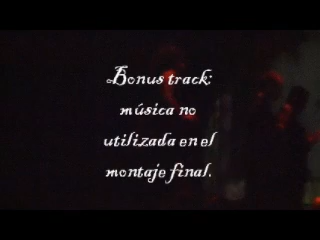 Bonus track:
música no
utilizada en el
montaje final.